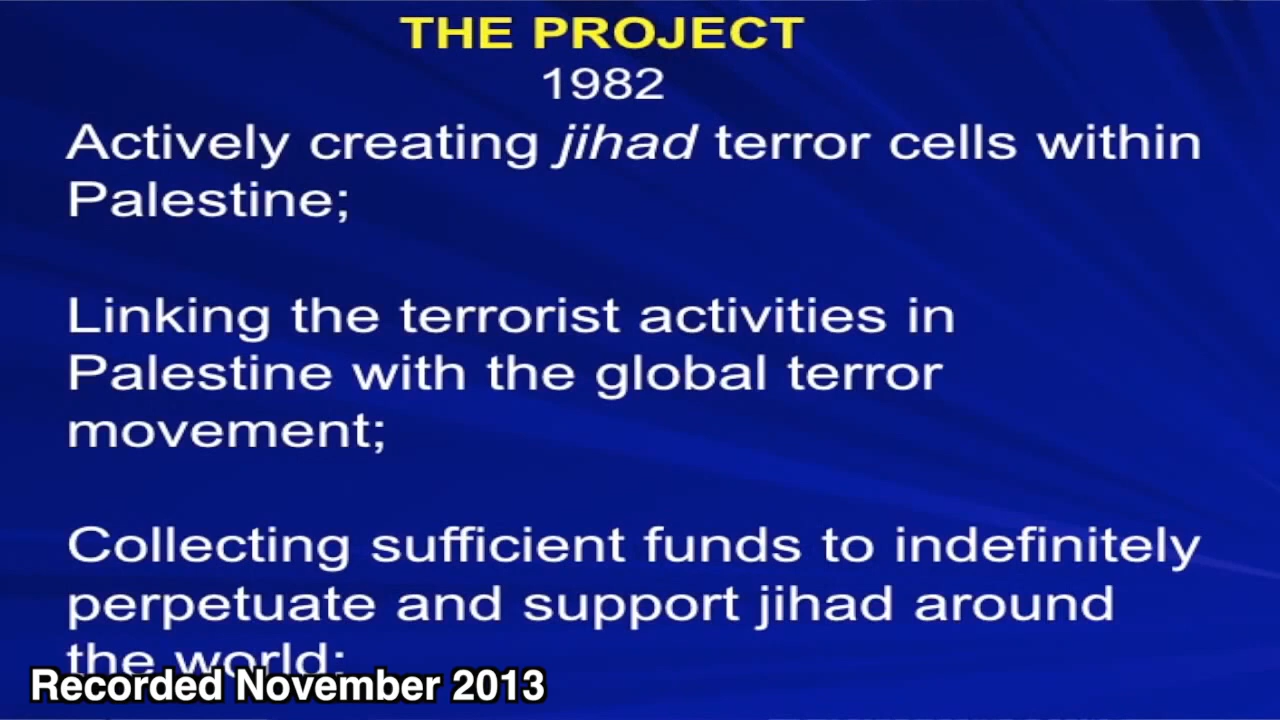 THE PROJECT
1982
Actively creating jihad terror cells within
Palestine;
Linking the terrorist activities in
Palestine with the global terror
movement;
Collecting sufficient funds to indefinitely
perpetuate and support jihad around
the world;
Recorded November 2013